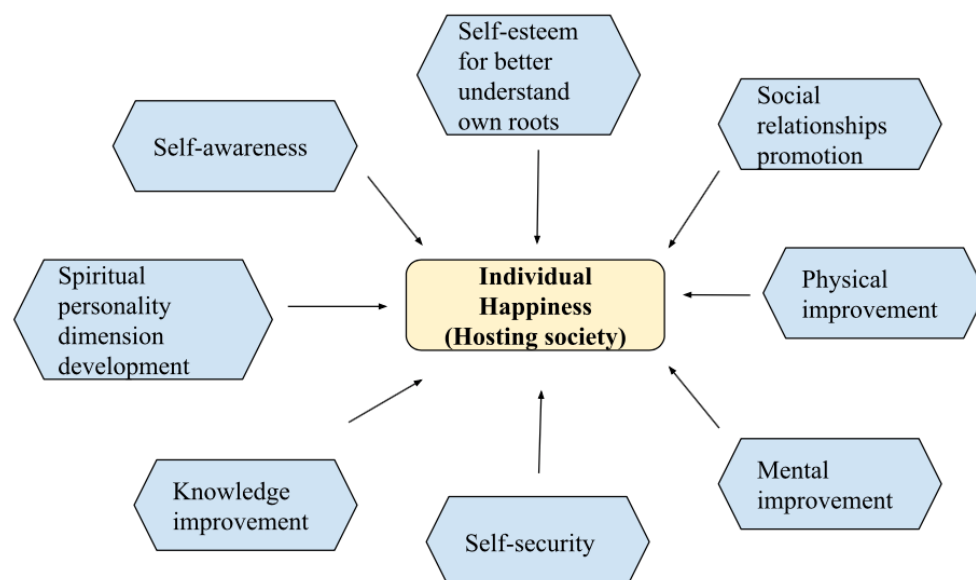 Self-esteem
for better
understand
own roots
Social
relationships
promotion
Self-awareness
Spiritual
personality
dimension
development
Individual
Happiness
(Hosting society)
Physical
improvement
Knowledge
improvement
Self-security
Mental
improvement